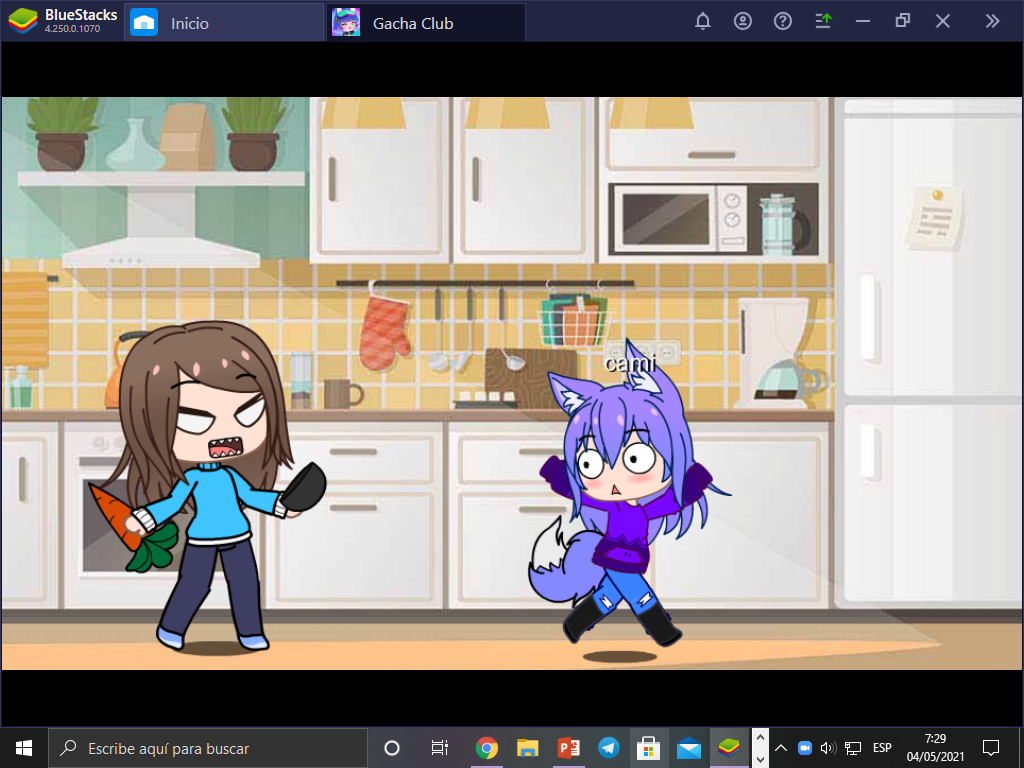 BlueStacks
4.250.0.1070
Inicio
Gacha Club
cami
Escribe aquí para buscar
ESP
7:29
04/05/2021